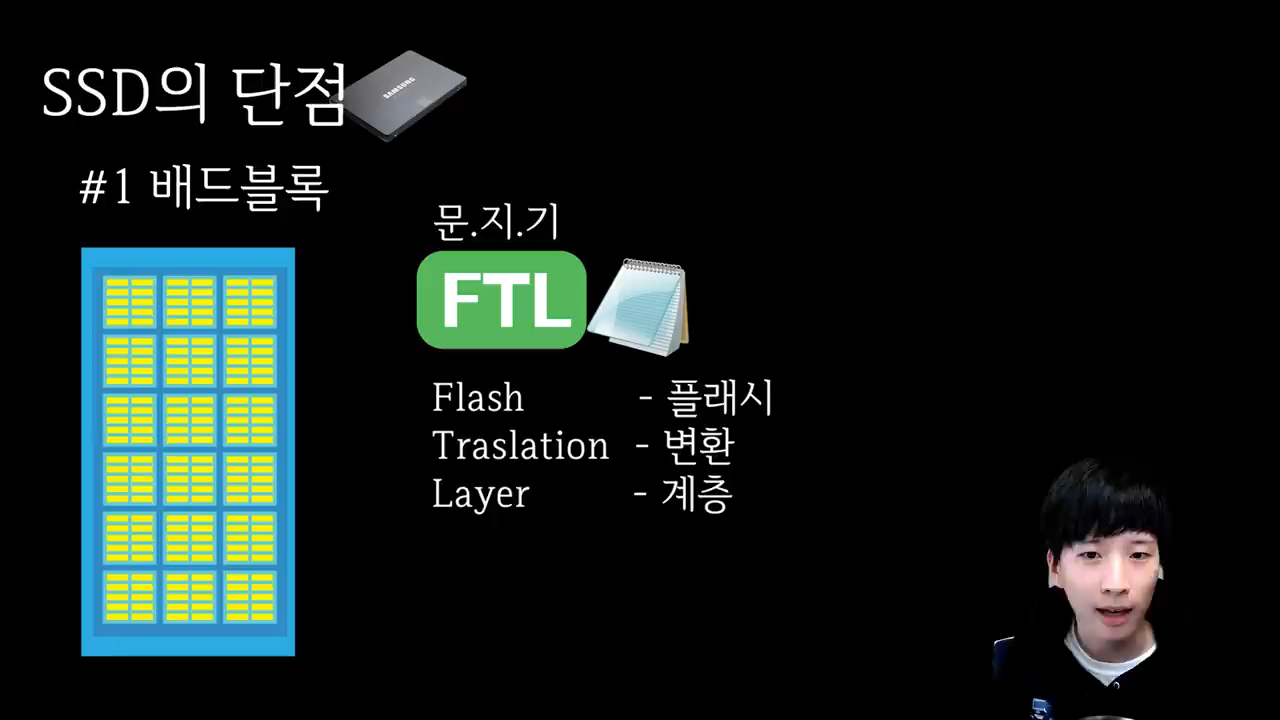 SSD의 단점
SAMSUNG
#1 배드블록
문.지.기
FTL
Flash - 플래시
Traslation - 변환
Layer - 계층